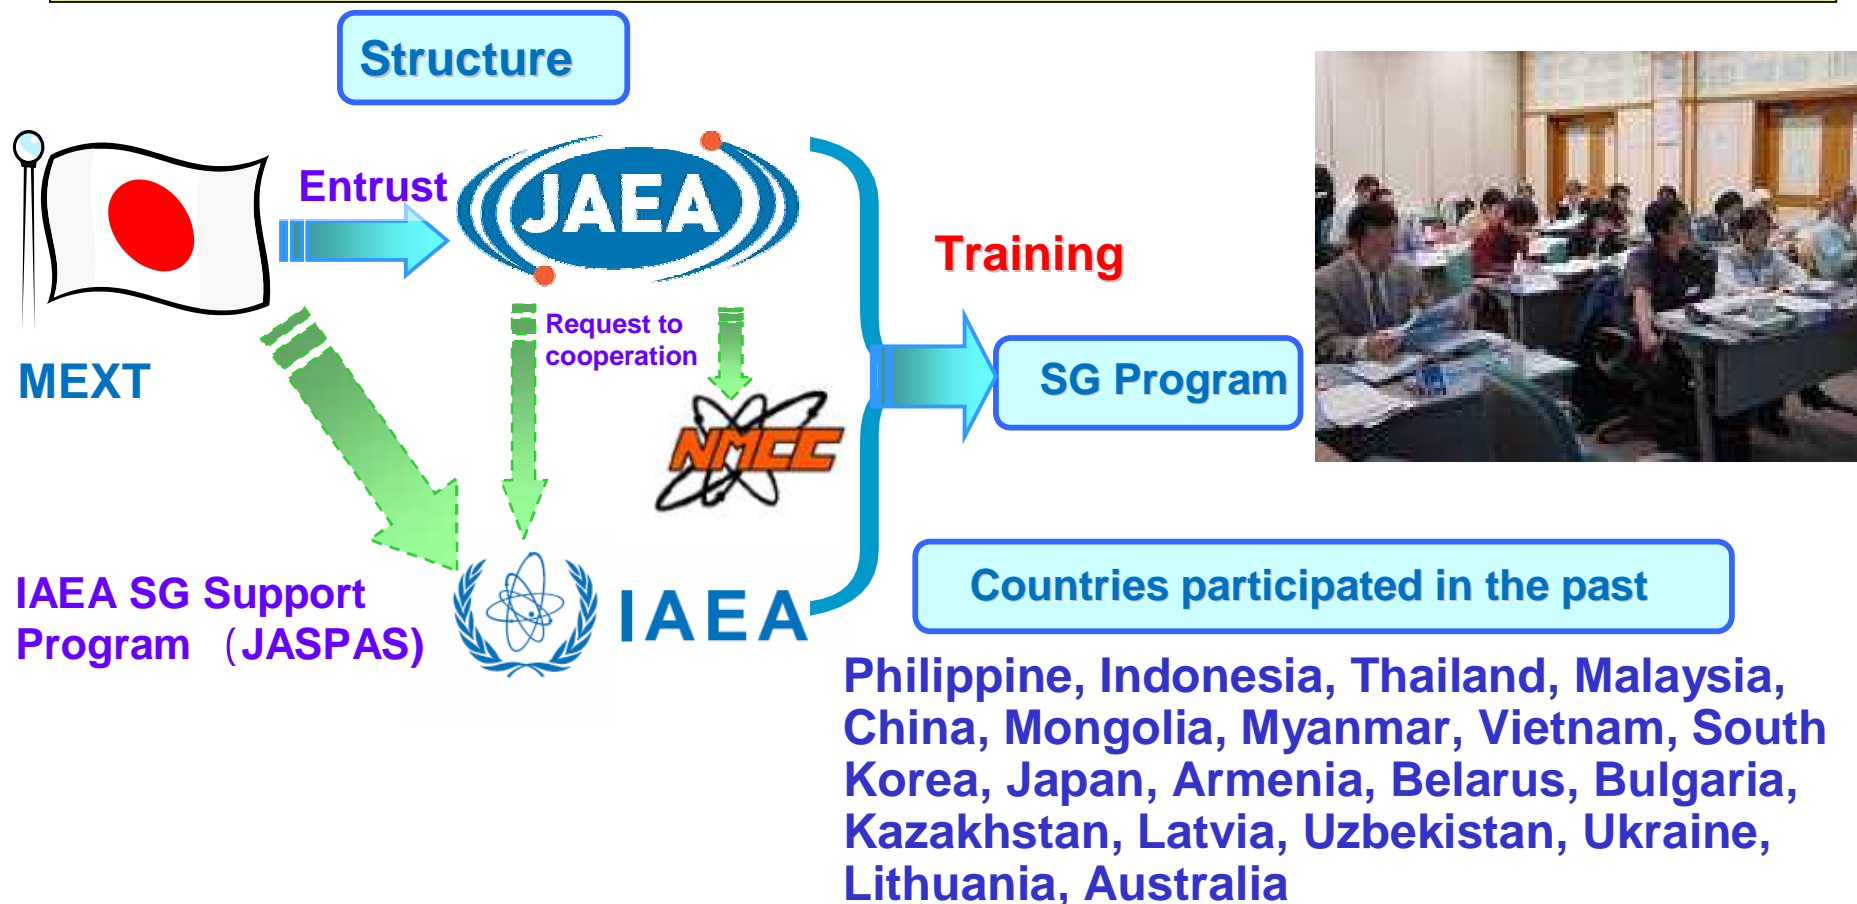 Structure
Entrust
JAEA
Training
Request to
cooperation
MEXT
SG Program
NMCC
IAEA SG Support
Program （JASPAS)
IAEA
Countries participated in the past
Philippine, Indonesia, Thailand, Malaysia,
China, Mongolia, Myanmar, Vietnam, South
Korea, Japan, Armenia, Belarus, Bulgaria,
Kazakhstan, Latvia, Uzbekistan, Ukraine,
Lithuania, Australia